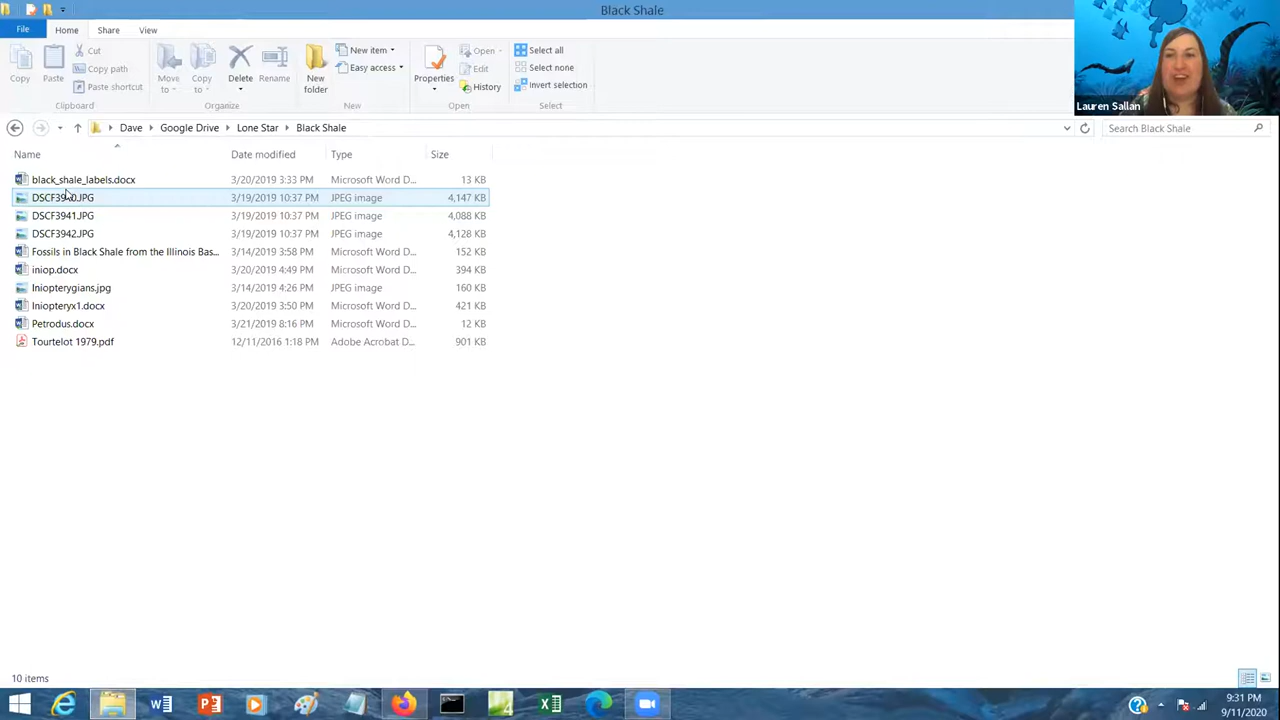 Black Shale
File Home Share View
Copy
Paste
Cut
Copy path
Paste shortcut
Clipboard
Move to
Copy to
Delete
Rename
Organize
New folder
New item
Easy access
New
Properties
Open
Edit
History
Open
Select all
Select none
Invert selection
Select
Lauren Sallan
Dave Google Drive Lone Star Black Shale
Search Black Shale
Name Date modified Type Size
black_shale_labels.docx 3/20/2019 3:33 PM Microsoft Word D... 13 KB
DSCF3940.JPG 3/19/2019 10:37 PM JPEG image 4,147 KB
DSCF3941.JPG 3/19/2019 10:37 PM JPEG image 4,088 KB
DSCF3942.JPG 3/19/2019 10:37 PM JPEG image 4,128 KB
Fossils in Black Shale from the Illinois Bas... 3/14/2019 3:58 PM Microsoft Word D... 152 KB
iniop.docx 3/20/2019 4:49 PM Microsoft Word D... 394 KB
Iniopterygians.jpg 3/14/2019 4:26 PM JPEG image 160 KB
Iniopteryx1.docx 3/20/2019 3:50 PM Microsoft Word D... 421 KB
Petrodus.docx 3/21/2019 8:16 PM Microsoft Word D... 12 KB
Tourtelot 1979.pdf 12/11/2016 1:18 PM Adobe Acrobat D... 901 KB
10 items
9:31 PM
9/11/2020